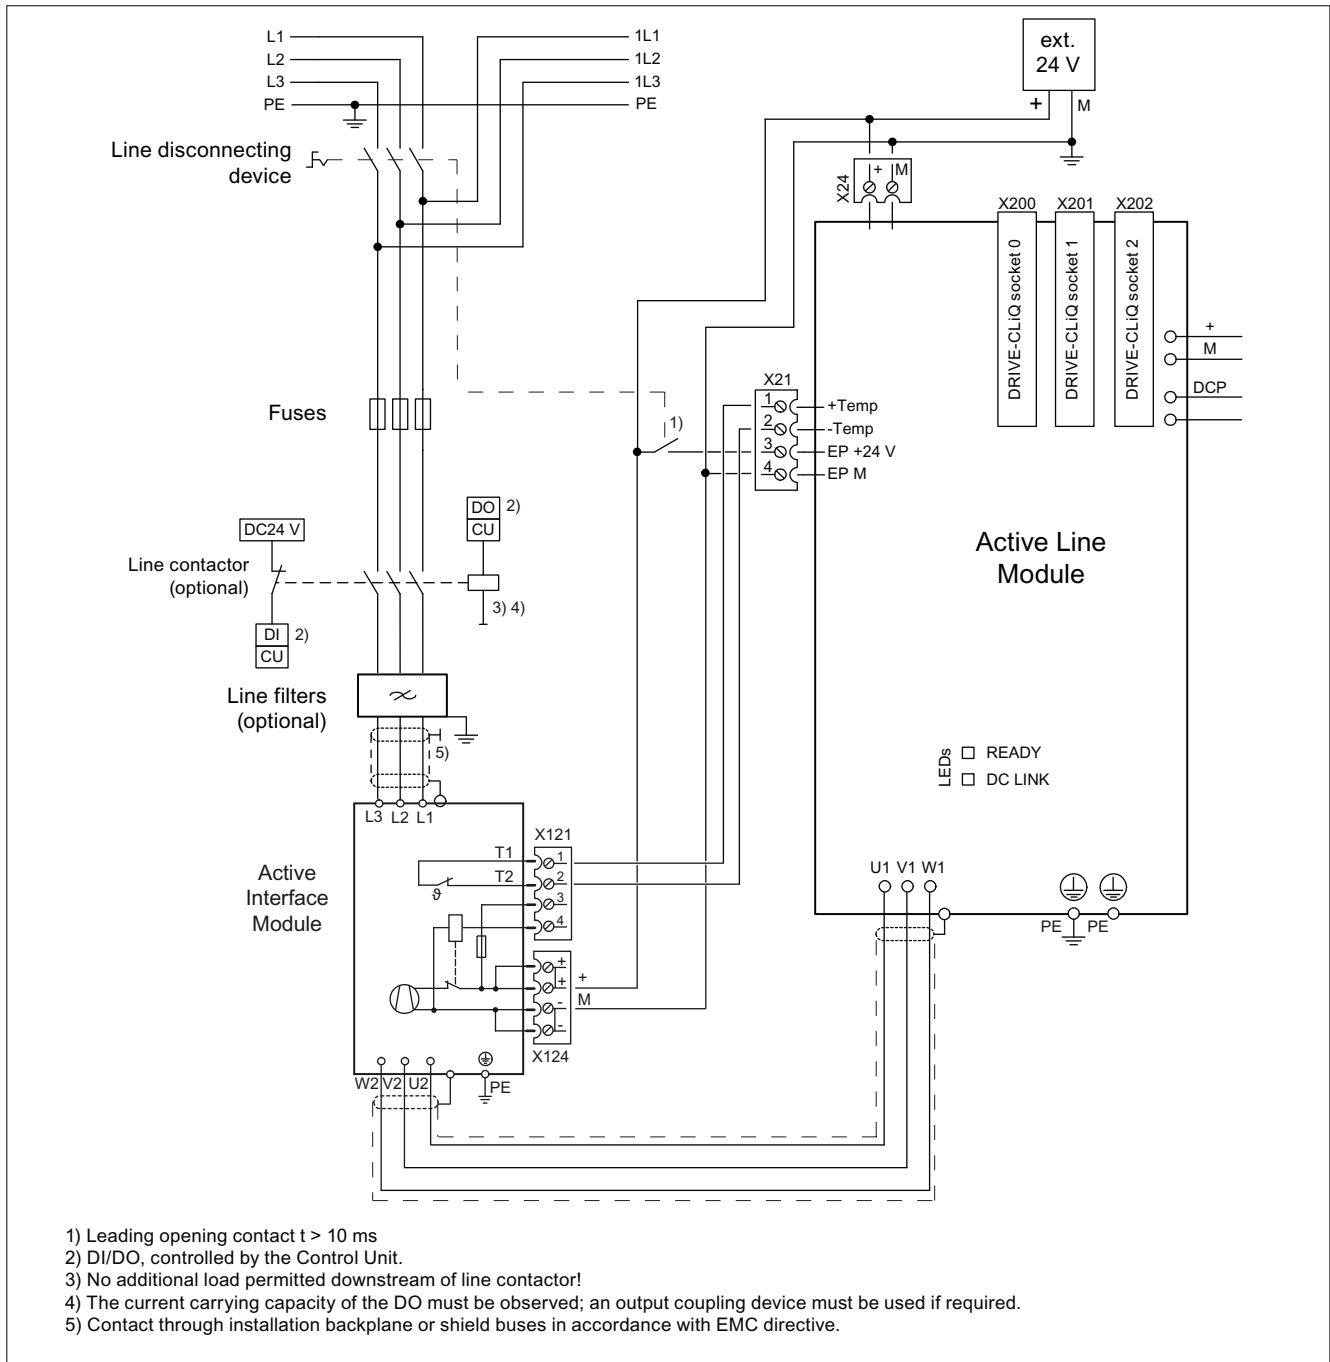 L1
L2
L3
PE
1L1
1L2
1L3
PE
ext.
24 V
+
M
Line disconnecting
device
X24
+
M
X200
X201
X202
DRIVE-CLiQ socket 0
DRIVE-CLiQ socket 1
DRIVE-CLiQ socket 2
+
M
DCP
X21
1
2
3
4
+Temp
-Temp
EP +24 V
EP M
1)
Fuses
DO
CU
2)
DC24 V
Line contactor
(optional)
3) 4)
DI
CU
2)
Active Line
Module
Line filters
(optional)
5)
LEDs
READY
DC LINK
L3
L2
L1
X121
T1
T2
1
2
3
4
ϑ
Active
Interface
Module
+
+
-
-
+
M
X124
W2
V2
U2
PE
U1
V1
W1
PE
PE
1) Leading opening contact t > 10 ms
2) DI/DO, controlled by the Control Unit.
3) No additional load permitted downstream of line contactor!
4) The current carrying capacity of the DO must be observed; an output coupling device must be used if required.
5) Contact through installation backplane or shield buses in accordance with EMC directive.